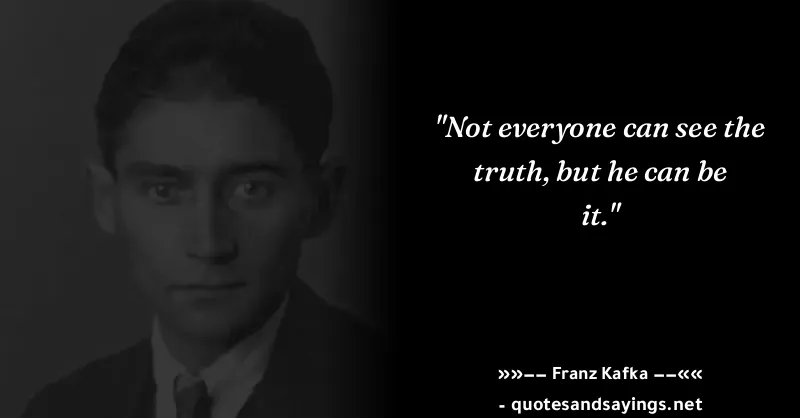 "Not everyone can see the
truth, but he can be
it."
»»–– Franz Kafka ––««
- quotesandsayings.net